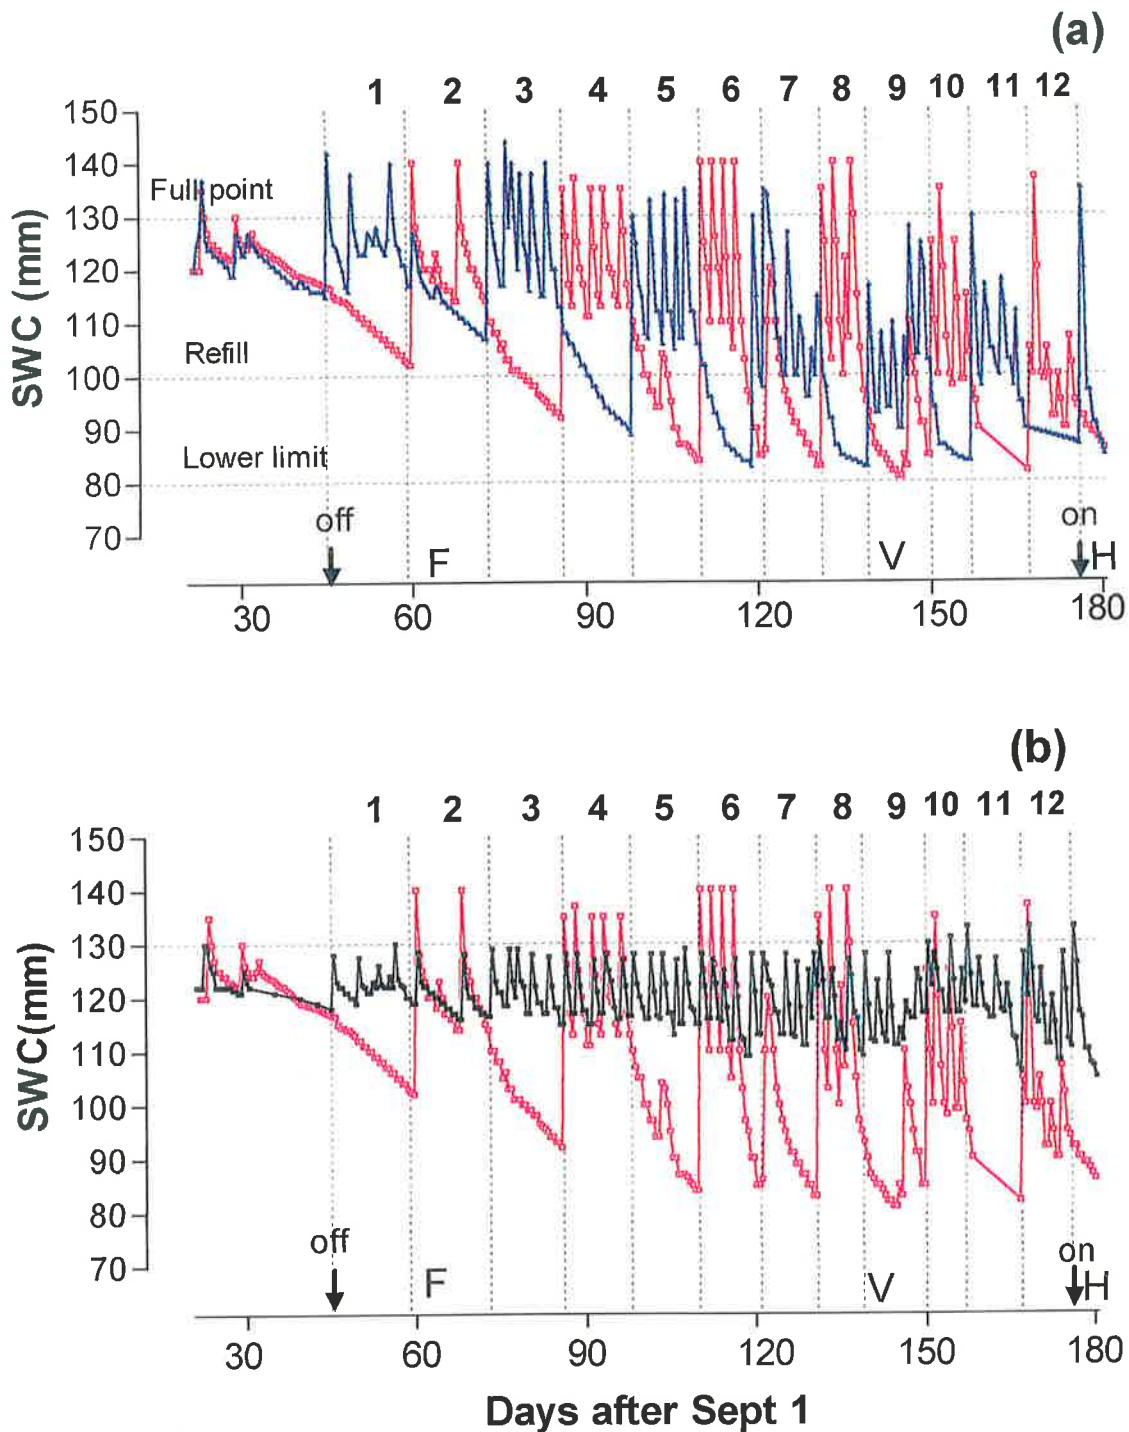 (a)
1 2 3 4 5 6 7 8 9 10 11 12
150
140
Full point
130
120
110
Refill
100
90
Lower limit
80
70
SWC (mm)
off
on
F
V
H
30 60 90 120 150 180
(b)
1 2 3 4 5 6 7 8 9 10 11 12
150
140
130
120
110
100
90
80
70
SWC(mm)
off
on
F
V
H
30 60 90 120 150 180
Days after Sept 1